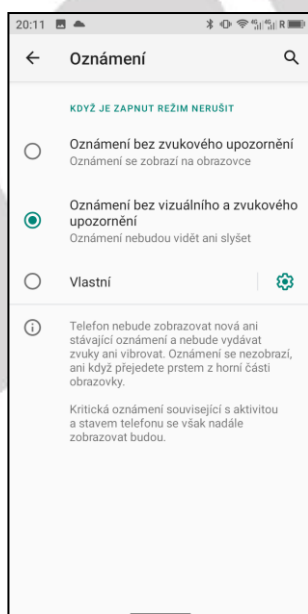 20:11
Oznámení
KDYŽ JE ZAPNUT REŽIM NERUŠIT
Oznámení bez zvukového upozornění
Oznámení se zobrazí na obrazovce
Oznámení bez vizuálního a zvukového
upozornění
Oznámení nebudou vidět ani slyšet
Vlastní
Telefon nebude zobrazovat nová ani
stávající oznámení a nebude vydávat
zvuky ani vibrovat. Oznámení se nezobrazí,
ani když přejedete prstem z horní části
obrazovky.
Kritická oznámení související s aktivitou
a stavem telefonu se však nadále
zobrazovat budou.